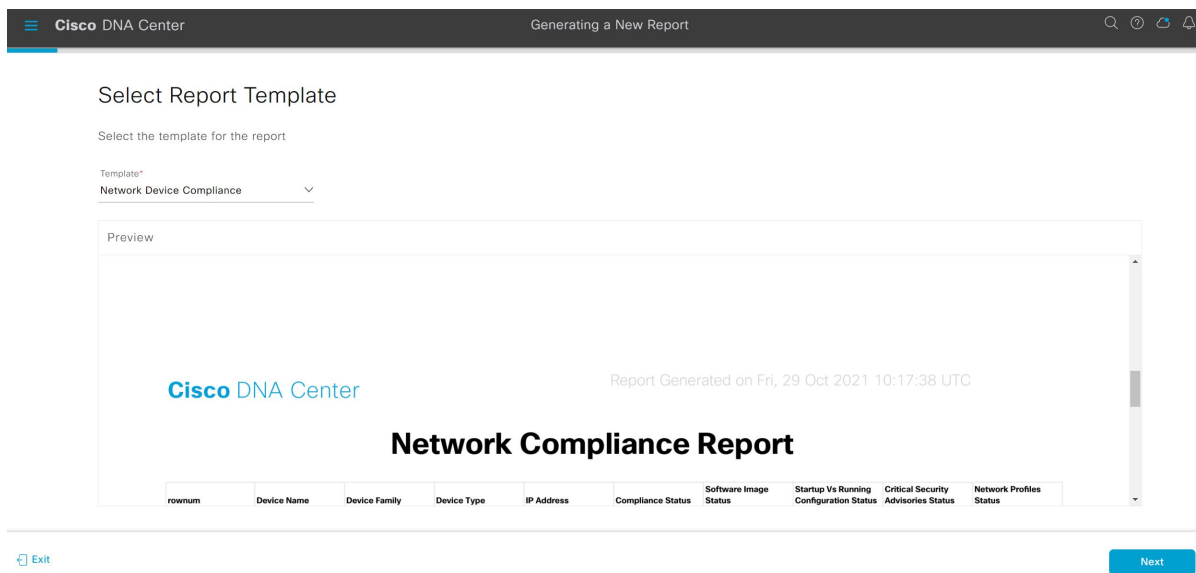 Cisco DNA Center
Generating a New Report
Select Report Template
Select the template for the report
Template*
Network Device Compliance
Preview
Cisco DNA Center
Report Generated on Fri, 29 Oct 2021 10:17:38 UTC
Network Compliance Report
rownum Device Name Device Family Device Type IP Address Compliance Status Software Image Status Startup Vs Running Configuration Status Critical Security Advisories Status Network Profiles Status
Exit
Next